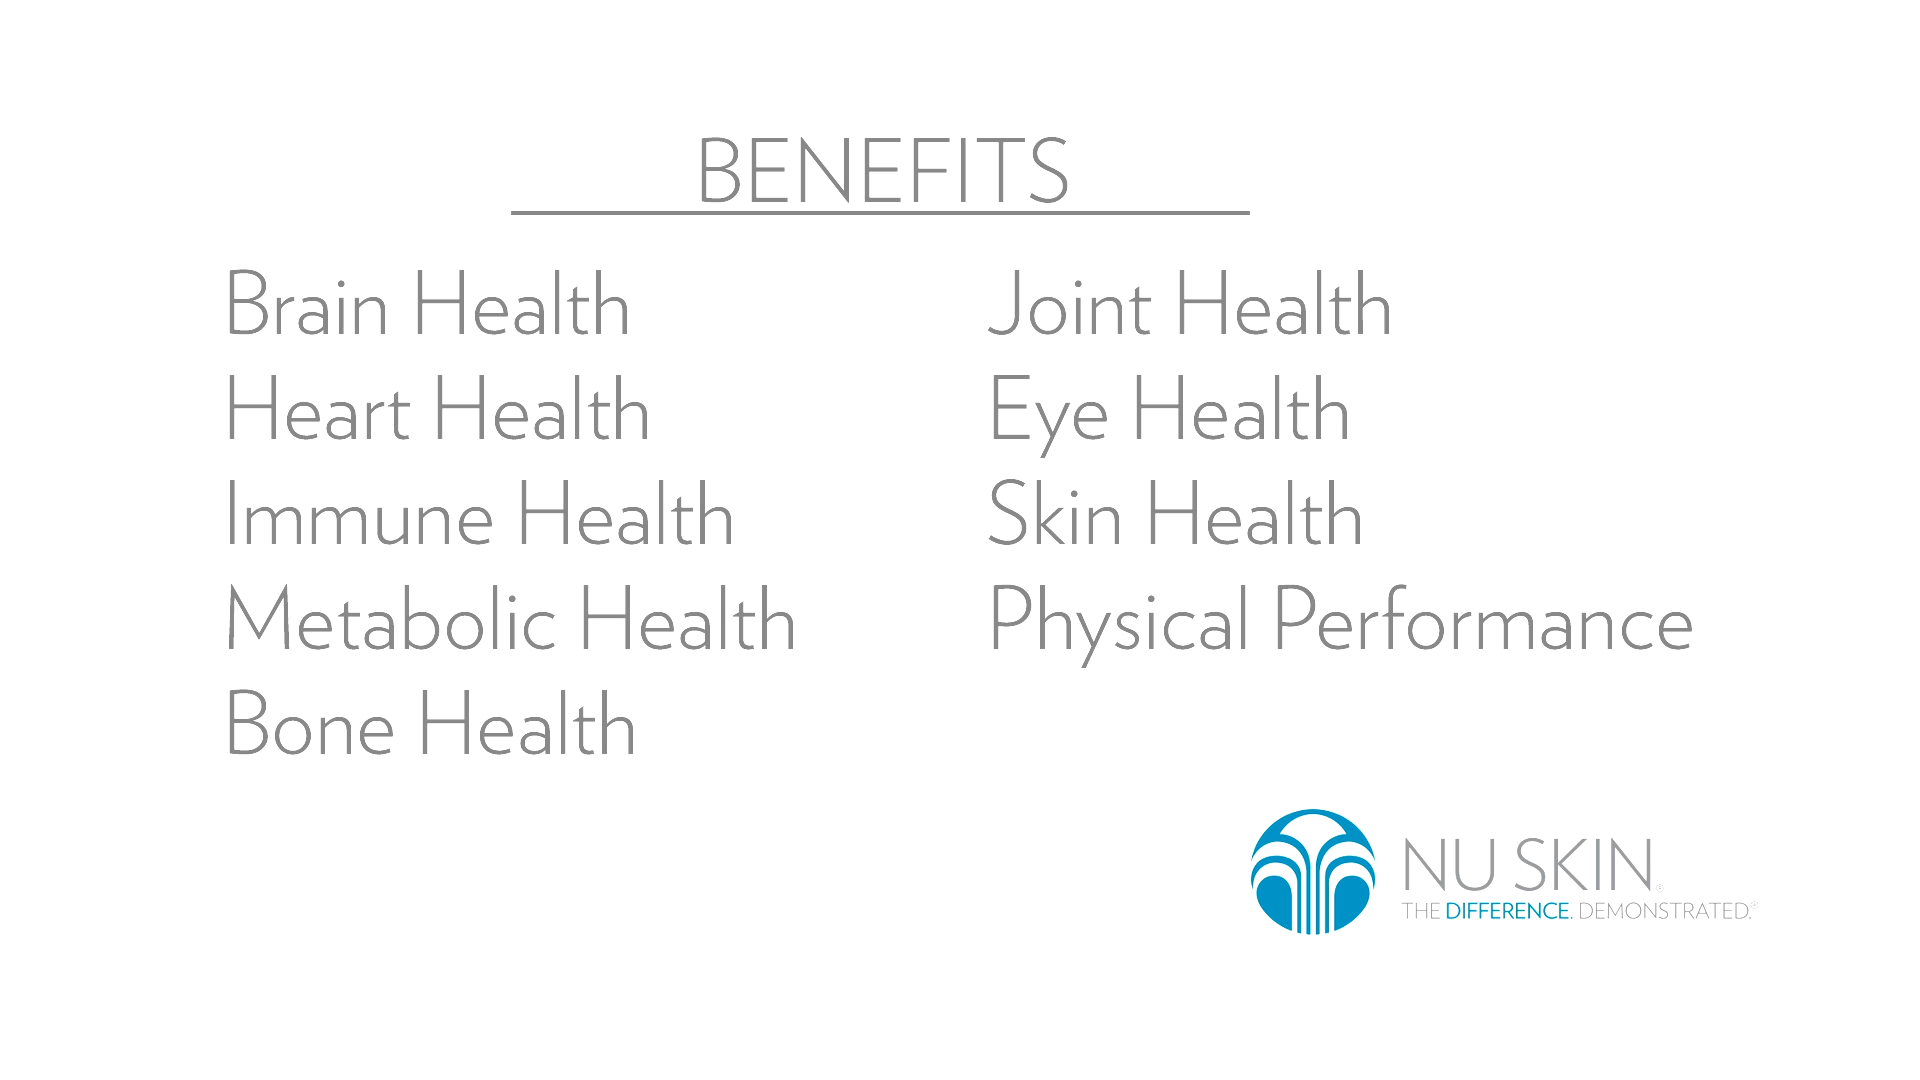 BENEFITS
Brain Health
Heart Health
Immune Health
Metabolic Health
Bone Health
Joint Health
Eye Health
Skin Health
Physical Performance
NU SKIN®
THE DIFFERENCE. DEMONSTRATED.®